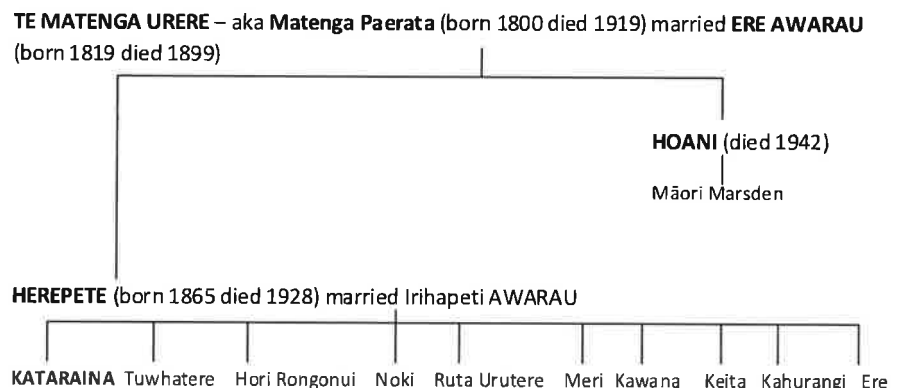 TE MATENGA URERE – aka Matenga Paerata (born 1800 died 1919) married ERE AWARAU
(born 1819 died 1899)
HOANI (died 1942)
Māori Marsden
HEREPETE (born 1865 died 1928) married Irihapeti AWARAU
KATARAINA Tuwhatere Hori Rongonui Noki Ruta Urutere Meri Kawana Keita Kahurangi Ere